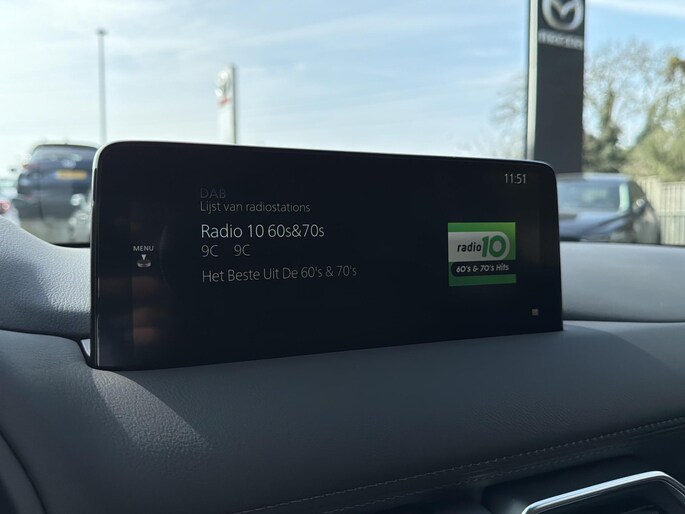 mazda
11:51
DAB
Lijst van radiostations
Radio 10 60s&70s
9C 9C
Het Beste Uit De 60's & 70's
MENU
radio 10
60's & 70's Hits